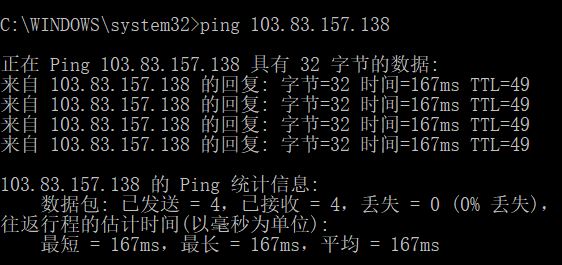 C:\WINDOWS\system32>ping 103.83.157.138
正在 Ping 103.83.157.138 具有 32 字节的数据:
来自 103.83.157.138 的回复: 字节=32 时间=167ms TTL=49
来自 103.83.157.138 的回复: 字节=32 时间=167ms TTL=49
来自 103.83.157.138 的回复: 字节=32 时间=167ms TTL=49
来自 103.83.157.138 的回复: 字节=32 时间=167ms TTL=49
103.83.157.138 的 Ping 统计信息:
数据包: 已发送 = 4，已接收 = 4，丢失 = 0 (0% 丢失)，
往返行程的估计时间(以毫秒为单位):
最短 = 167ms，最长 = 167ms，平均 = 167ms